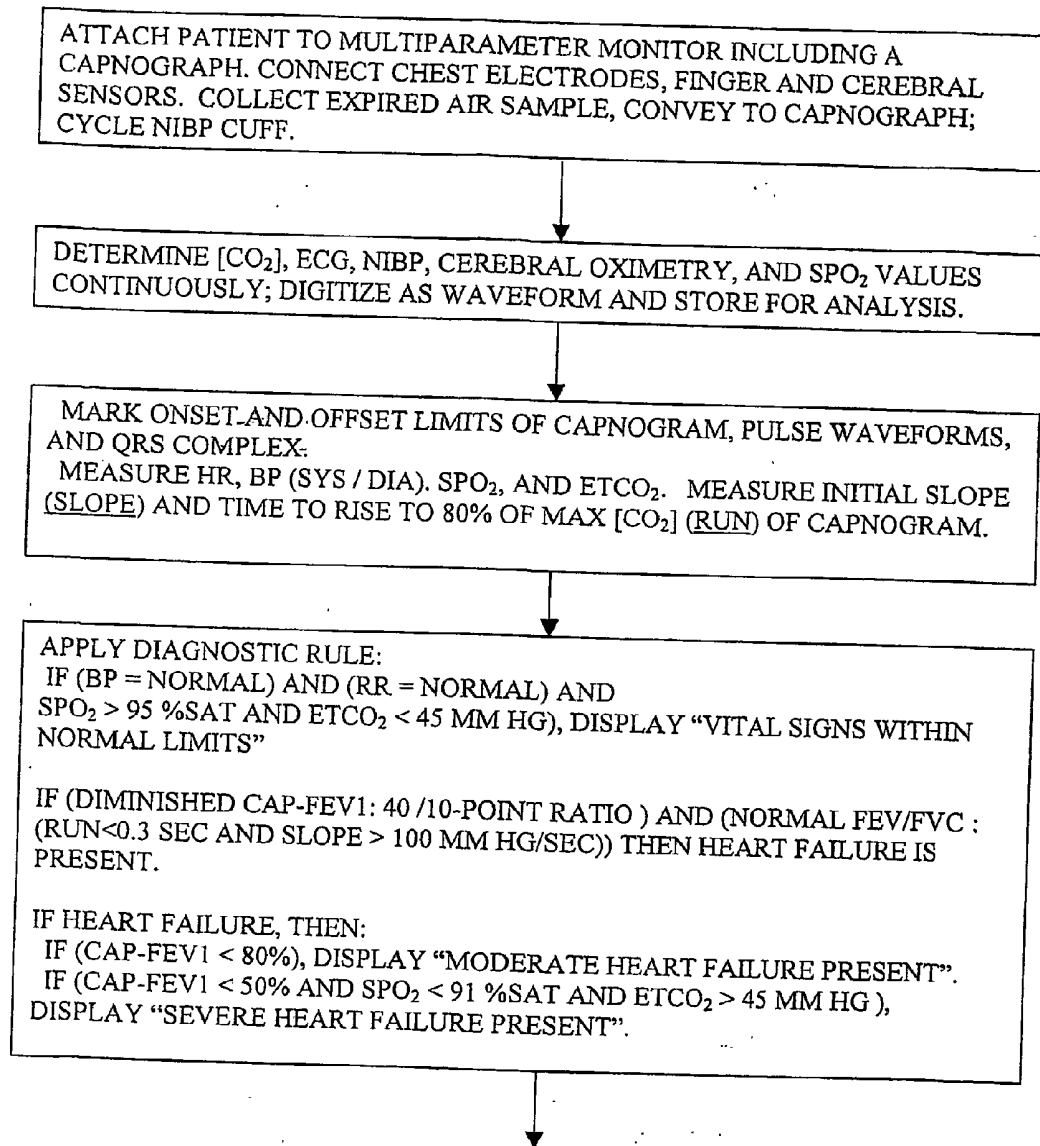 ATTACH PATIENT TO MULTIPARAMETER MONITOR INCLUDING A
CAPNOGRAPH. CONNECT CHEST ELECTRODES, FINGER AND CEREBRAL
SENSORS. COLLECT EXPIRED AIR SAMPLE, CONVEY TO CAPNOGRAPH;
CYCLE NIBP CUFF.
DETERMINE [CO₂], ECG, NIBP, CEREBRAL OXIMETRY, AND SPO₂ VALUES
CONTINUOUSLY; DIGITIZE AS WAVEFORM AND STORE FOR ANALYSIS.
MARK ONSET AND OFFSET LIMITS OF CAPNOGRAM, PULSE WAVEFORMS,
AND QRS COMPLEX.
MEASURE HR, BP (SYS / DIA). SPO₂, AND ETCO₂. MEASURE INITIAL SLOPE
(SLOPE) AND TIME TO RISE TO 80% OF MAX [CO₂] (RUN) OF CAPNOGRAM.
APPLY DIAGNOSTIC RULE:
IF (BP = NORMAL) AND (RR = NORMAL) AND
SPO₂ > 95 %SAT AND ETCO₂ < 45 MM HG), DISPLAY “VITAL SIGNS WITHIN
NORMAL LIMITS”
IF (DIMINISHED CAP-FEV1: 40 /10-POINT RATIO ) AND (NORMAL FEV/FVC :
(RUN<0.3 SEC AND SLOPE > 100 MM HG/SEC)) THEN HEART FAILURE IS
PRESENT.
IF HEART FAILURE, THEN:
IF (CAP-FEV1 < 80%), DISPLAY “MODERATE HEART FAILURE PRESENT”.
IF (CAP-FEV1 < 50% AND SPO₂ < 91 %SAT AND ETCO₂ > 45 MM HG ),
DISPLAY “SEVERE HEART FAILURE PRESENT”.